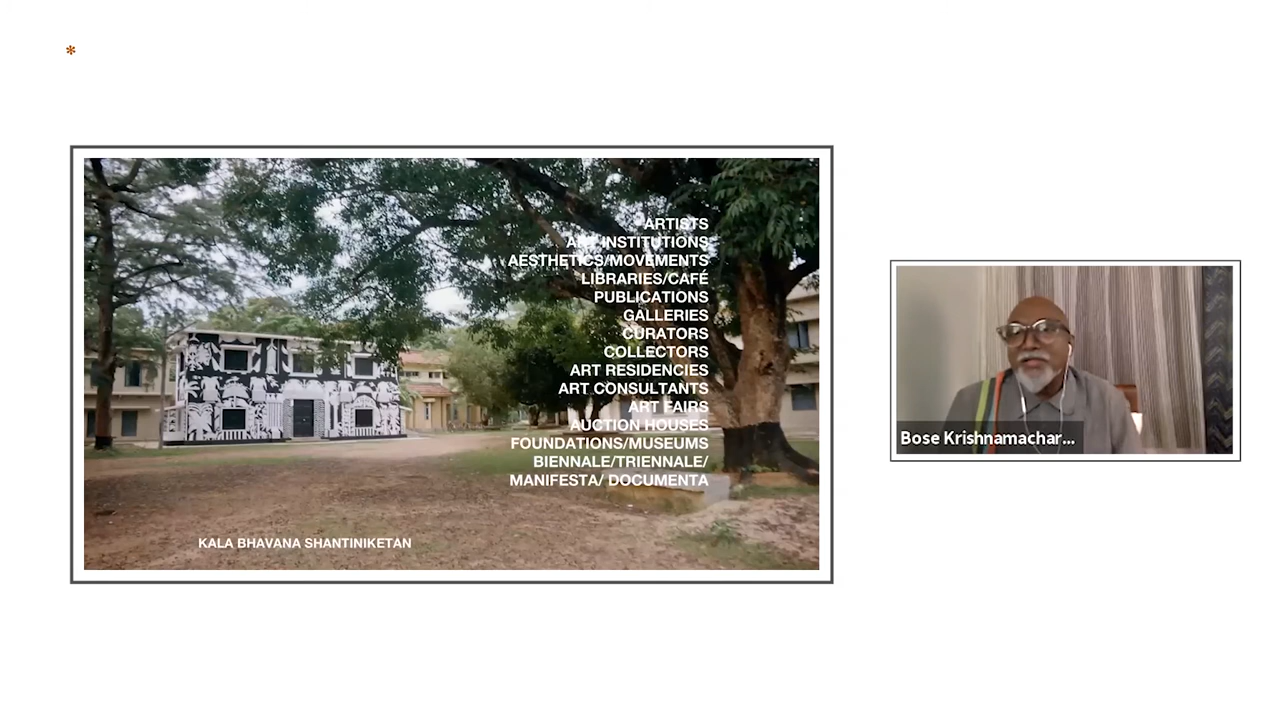 *
ARTISTS
ART INSTITUTIONS
AESTHETICS/MOVEMENTS
LIBRARIES/CAFÉ
PUBLICATIONS
GALLERIES
CURATORS
COLLECTORS
ART RESIDENCIES
ART CONSULTANTS
ART FAIRS
AUCTION HOUSES
FOUNDATIONS/MUSEUMS
BIENNALE/TRIENNALE/
MANIFESTA/ DOCUMENTA
KALA BHAVANA SHANTINIKETAN
Bose Krishnamachar...